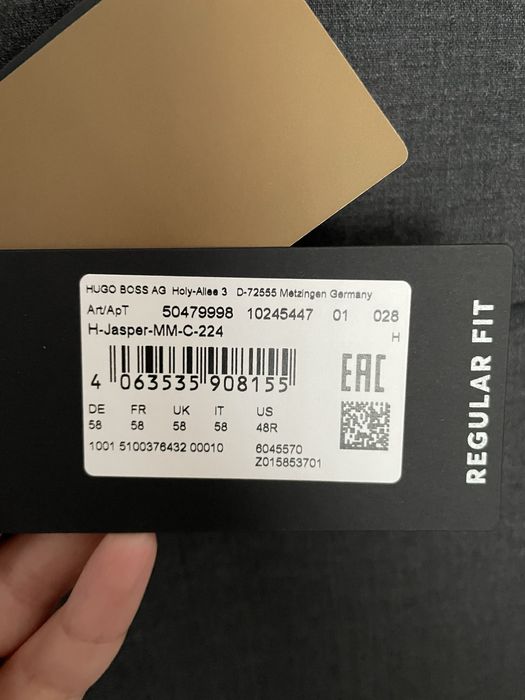 HUGO BOSS AG Holy-Allee 3 D-72555 Metzingen Germany
Art/ApT 50479998 10245447 01 028
H-Jasper-MM-C-224 H
4 063535 908155
EAC
DE FR UK IT US
58 58 58 58 48R
1001 5100376432 00010 6045570
Z015853701
REGULAR FIT